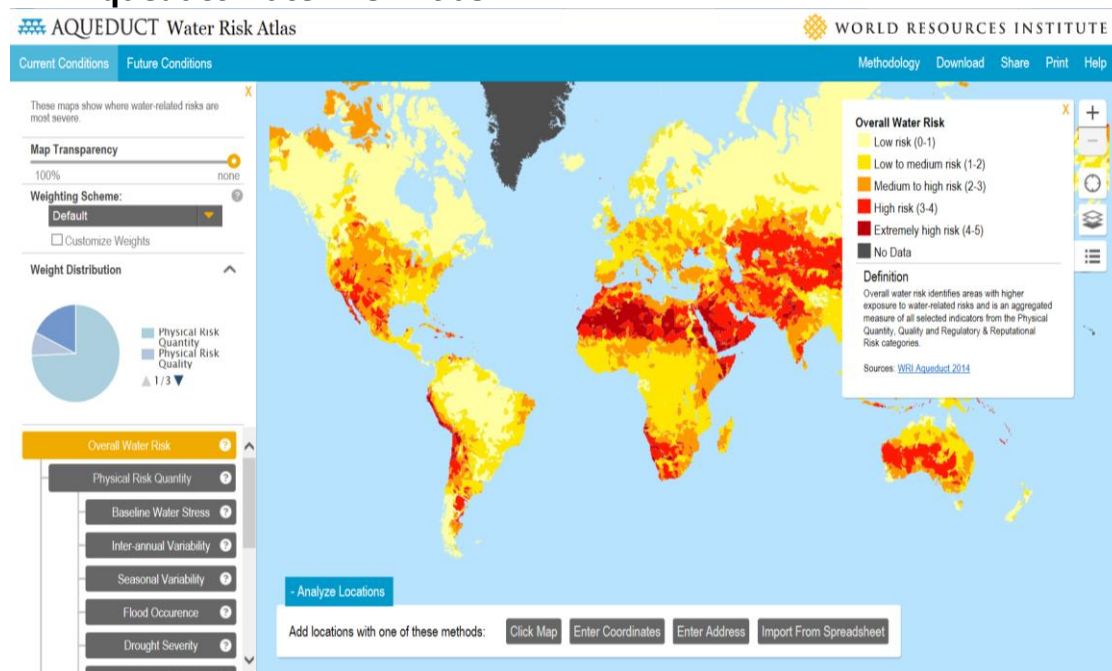 AQUEDUCT Water Risk Atlas
WORLD RESOURCES INSTITUTE
Current Conditions Future Conditions
Methodology Download Share Print Help
These maps show where water-related risks are
most severe.
X
Map Transparency
100% none
Weighting Scheme: ?
Default
Customize Weights
Weight Distribution
Physical Risk
Quantity
Physical Risk
Quality
1/3
Overall Water Risk ?
Physical Risk Quantity ?
Baseline Water Stress ?
Inter-annual Variability ?
Seasonal Variability ?
Flood Occurence ?
Drought Severity ?
X
Overall Water Risk
Low risk (0-1)
Low to medium risk (1-2)
Medium to high risk (2-3)
High risk (3-4)
Extremely high risk (4-5)
No Data
Definition
Overall water risk identifies areas with higher
exposure to water-related risks and is an aggregated
measure of all selected indicators from the Physical
Quantity, Quality and Regulatory & Reputational
Risk categories.
Sources: WRI Aqueduct 2014
- Analyze Locations
Add locations with one of these methods: Click Map Enter Coordinates Enter Address Import From Spreadsheet